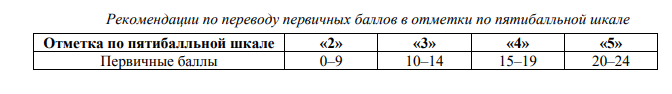 Рекомендации по переводу первичных баллов в отметки по пятибалльной шкале
Отметка по пятибалльной шкале «2» «3» «4» «5»
Первичные баллы 0–9 10–14 15–19 20–24